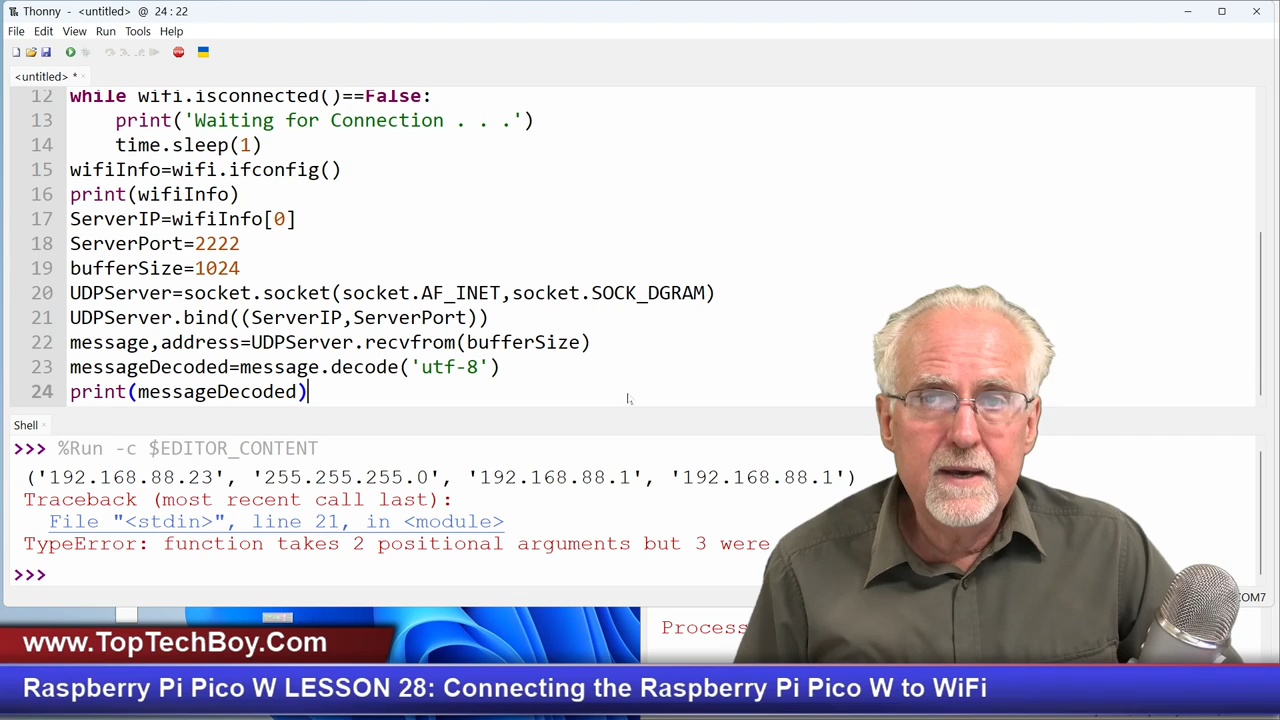 Thonny - <untitled> @ 24 : 22
File Edit View Run Tools Help
<untitled> *
12 while wifi.isconnected()==False:
13 print('Waiting for Connection . . .')
14 time.sleep(1)
15 wifiInfo=wifi.ifconfig()
16 print(wifiInfo)
17 ServerIP=wifiInfo[0]
18 ServerPort=2222
19 bufferSize=1024
20 UDPServer=socket.socket(socket.AF_INET,socket.SOCK_DGRAM)
21 UDPServer.bind((ServerIP,ServerPort))
22 message,address=UDPServer.recvfrom(bufferSize)
23 messageDecoded=message.decode('utf-8')
24 print(messageDecoded)
Shell
>>> %Run -c $EDITOR_CONTENT
('192.168.88.23', '255.255.255.0', '192.168.88.1', '192.168.88.1')
Traceback (most recent call last):
File "<stdin>", line 21, in <module>
TypeError: function takes 2 positional arguments but 3 were
>>>
COM7
Process
www.TopTechBoy.Com
Raspberry Pi Pico W LESSON 28: Connecting the Raspberry Pi Pico W to WiFi